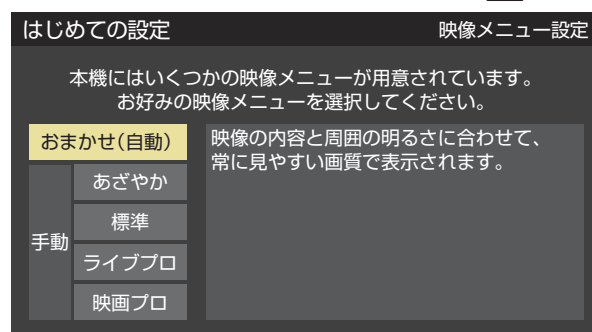 はじめての設定
映像メニュー設定
本機にはいくつかの映像メニューが用意されています。
お好みの映像メニューを選択してください。
おまかせ(自動)
映像の内容と周囲の明るさに合わせて、
常に見やすい画質で表示されます。
手動
あざやか
標準
ライブプロ
映画プロ